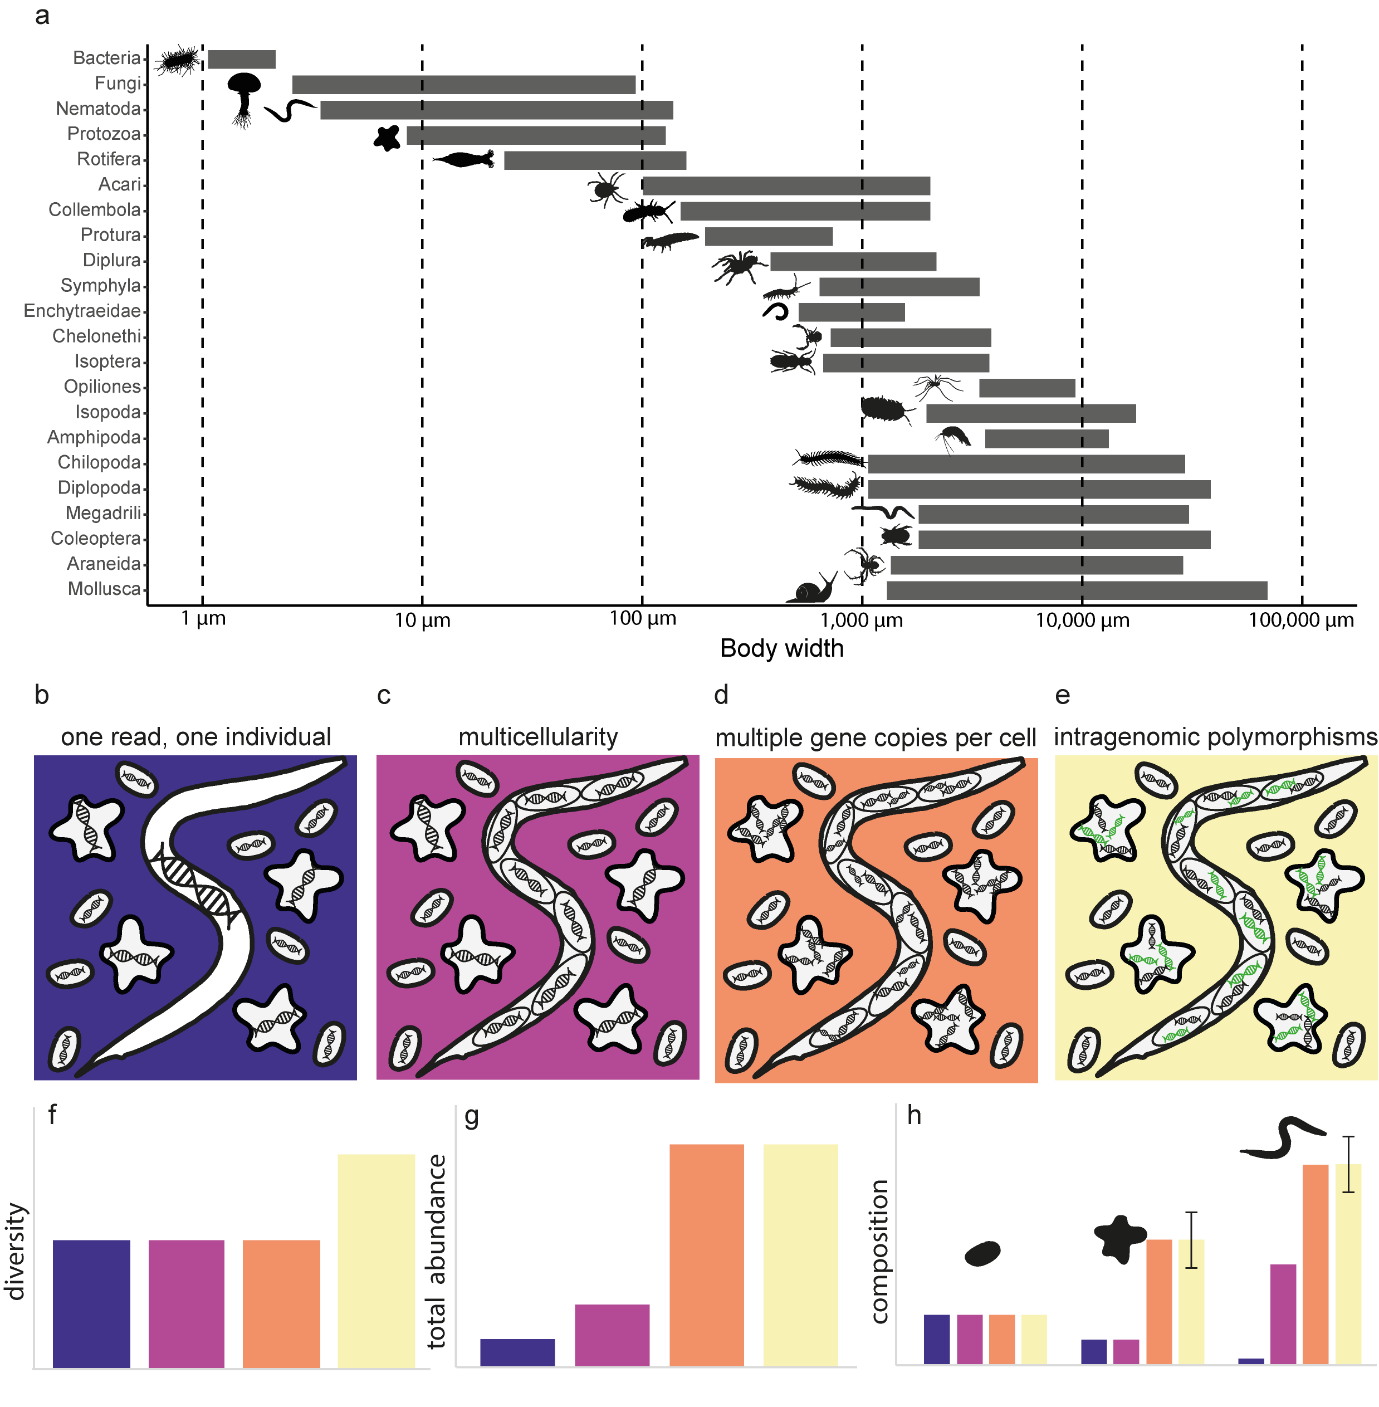 a
Bacteria
Fungi
Nematoda
Protozoa
Rotifera
Acari
Collembola
Protura
Diplura
Symphyla
Enchytraeidae
Chelonethi
Isoptera
Opiliones
Isopoda
Amphipoda
Chilopoda
Diplopoda
Megadrili
Coleoptera
Araneida
Mollusca
1 µm 10 µm 100 µm 1,000 µm 10,000 µm 100,000 µm
Body width
b c d e
one read, one individual multicellularity multiple gene copies per cell intragenomic polymorphisms
f g h
diversity
total abundance
composition